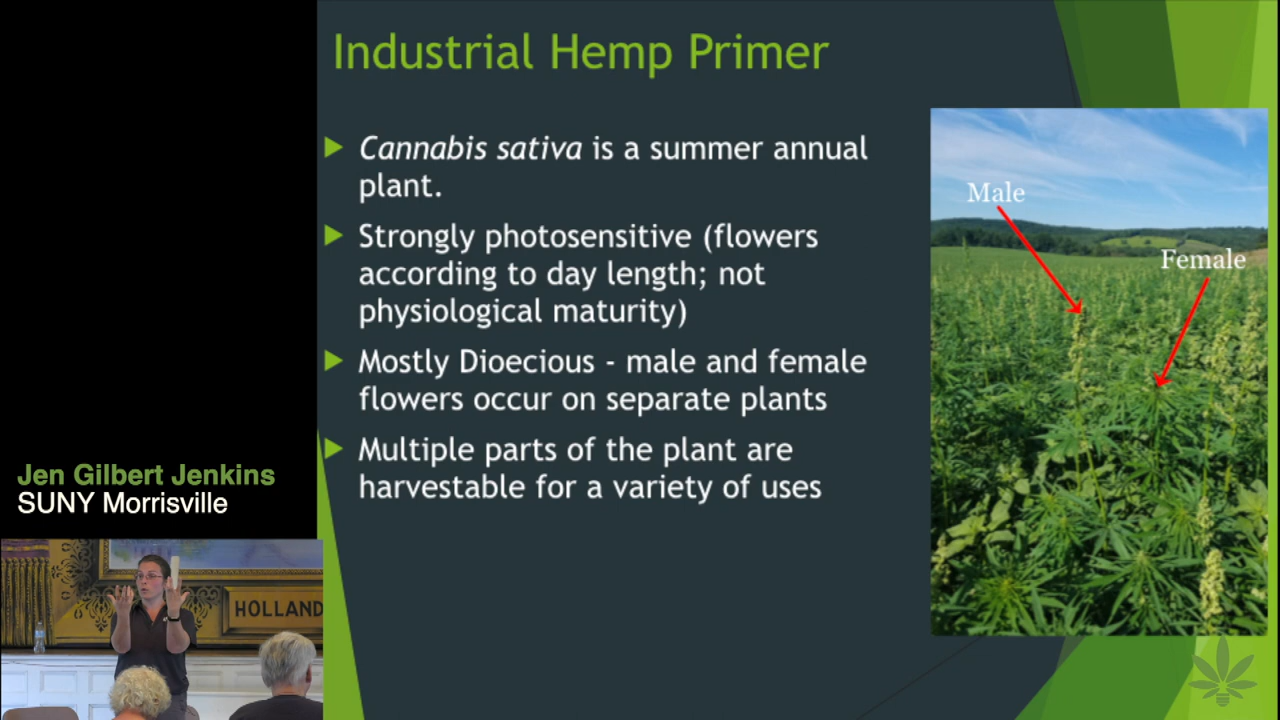 Industrial Hemp Primer
Cannabis sativa is a summer annual
plant.
Strongly photosensitive (flowers
according to day length; not
physiological maturity)
Mostly Dioecious - male and female
flowers occur on separate plants
Multiple parts of the plant are
harvestable for a variety of uses
Male
Female
Jen Gilbert Jenkins
SUNY Morrisville
HOLLAND